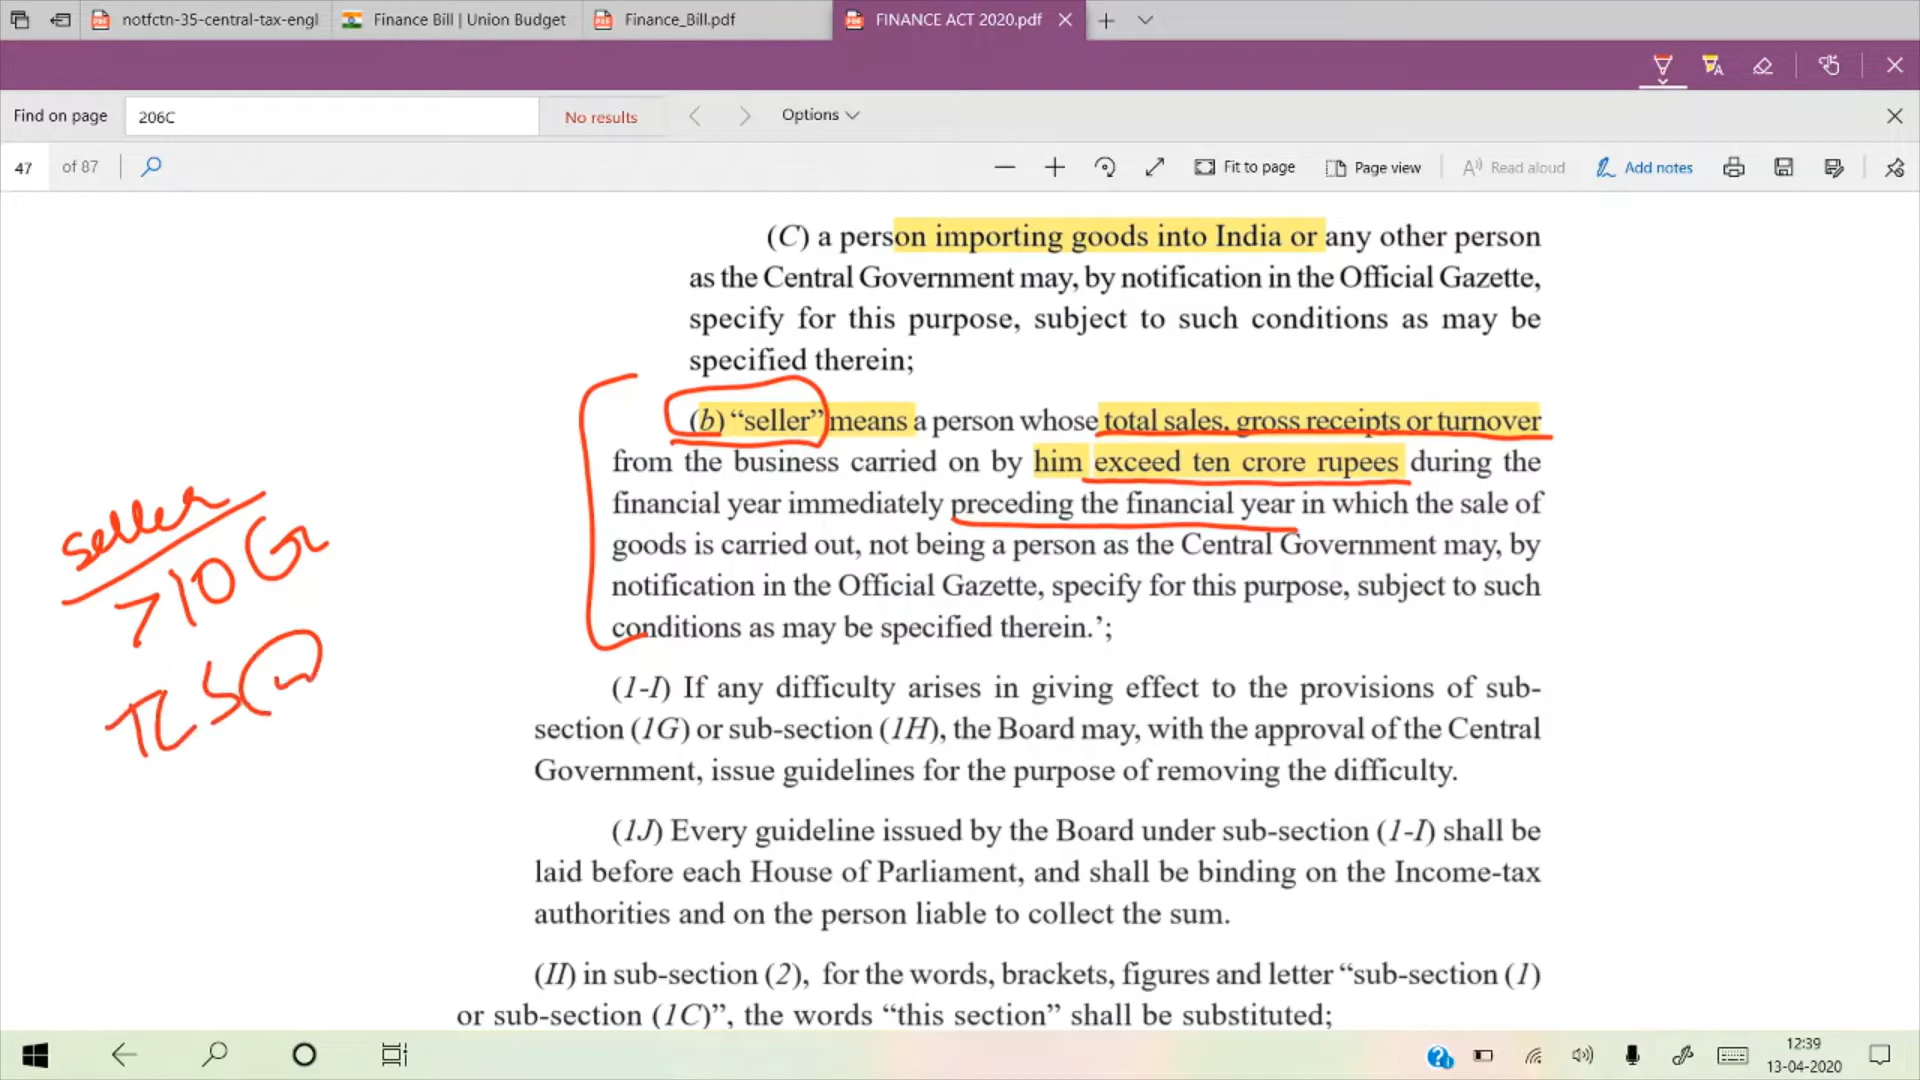 notfctn-35-central-tax-engl
Finance Bill | Union Budget
Finance_Bill.pdf
FINANCE ACT 2020.pdf
Find on page
206C
No results
Options
47 of 87
Fit to page
Page view
Read aloud
Add notes
(C) a person importing goods into India or any other person
as the Central Government may, by notification in the Official Gazette,
specify for this purpose, subject to such conditions as may be
specified therein;
(b) “seller” means a person whose total sales, gross receipts or turnover
from the business carried on by him exceed ten crore rupees during the
financial year immediately preceding the financial year in which the sale of
goods is carried out, not being a person as the Central Government may, by
notification in the Official Gazette, specify for this purpose, subject to such
conditions as may be specified therein.’;
seller
>10 Cr
TCS
(1-I) If any difficulty arises in giving effect to the provisions of sub-
section (1G) or sub-section (1H), the Board may, with the approval of the Central
Government, issue guidelines for the purpose of removing the difficulty.
(1J) Every guideline issued by the Board under sub-section (1-I) shall be
laid before each House of Parliament, and shall be binding on the Income-tax
authorities and on the person liable to collect the sum.
(II) in sub-section (2), for the words, brackets, figures and letter “sub-section (1)
or sub-section (1C)”, the words “this section” shall be substituted;
12:39
13-04-2020